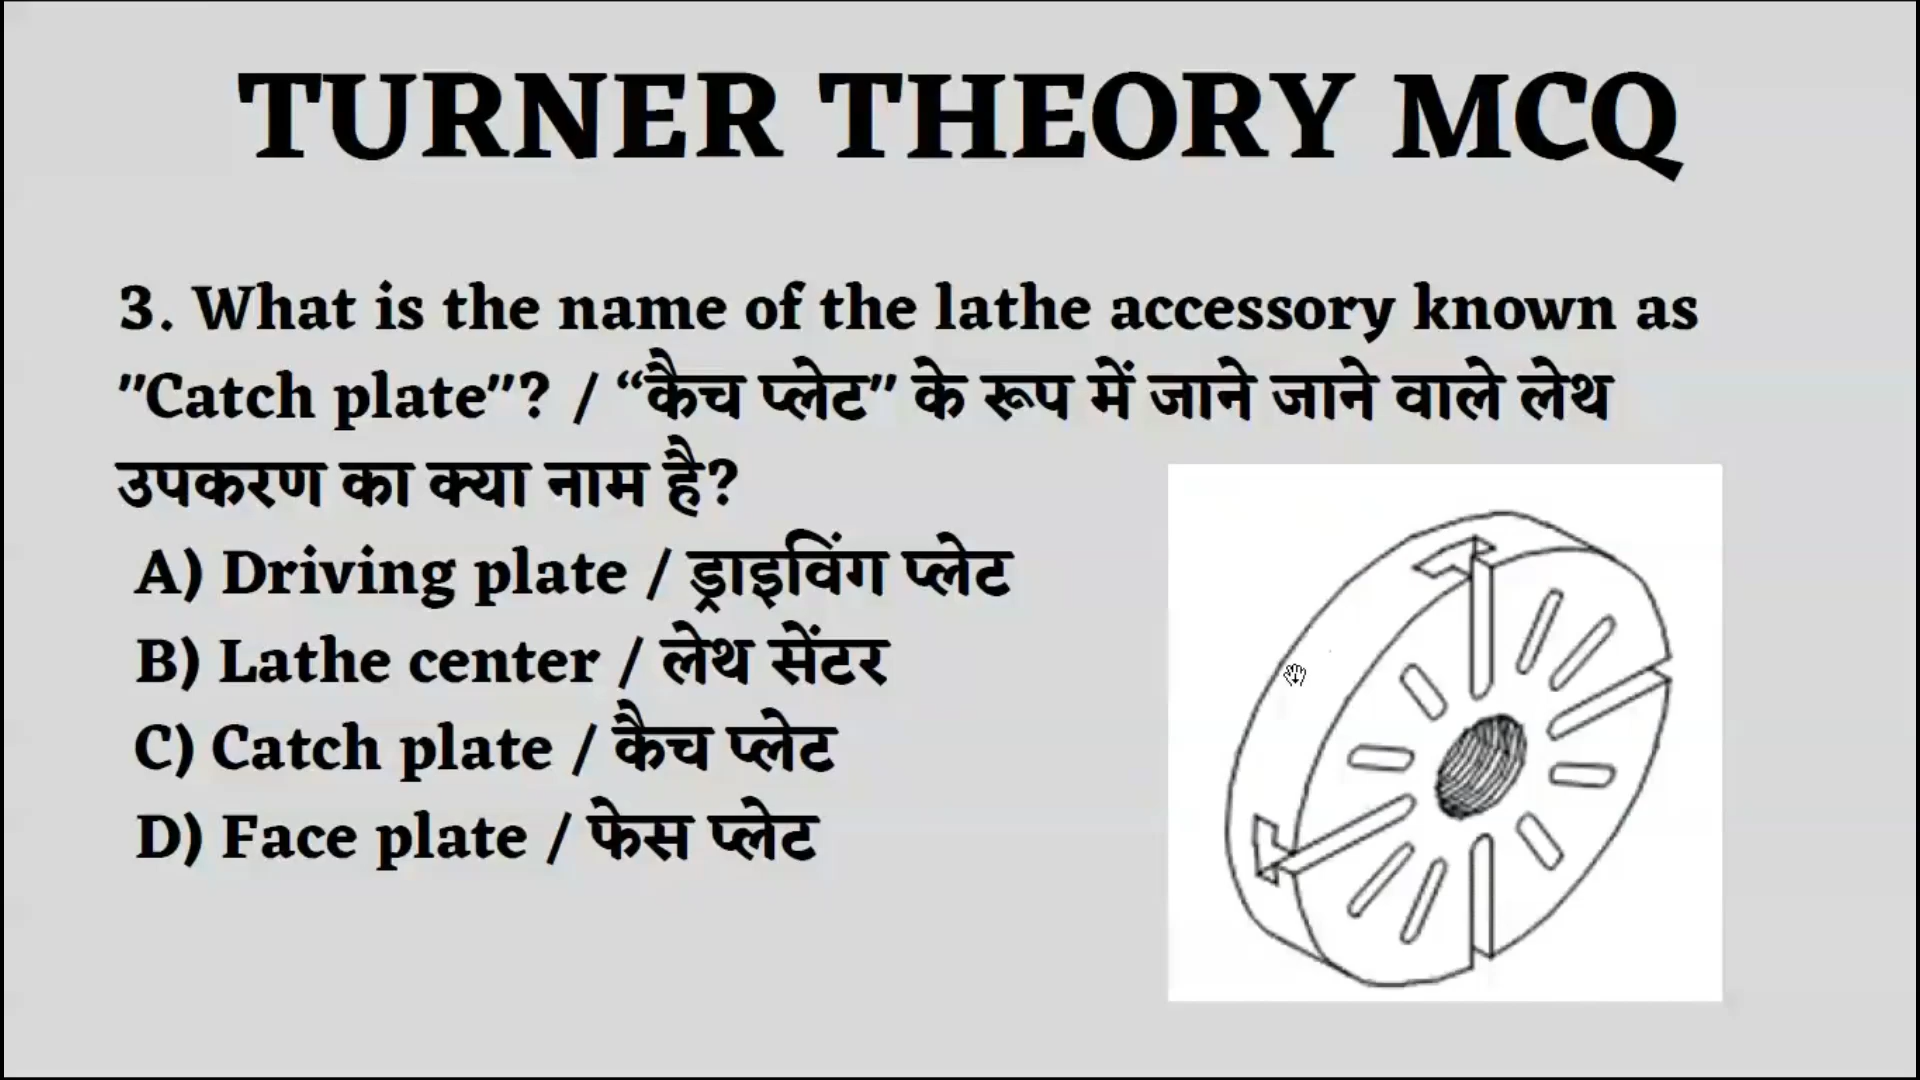 TURNER THEORY MCQ
3. What is the name of the lathe accessory known as
"Catch plate"? / “कैच प्लेट" के रूप में जाने जाने वाले लेथ
उपकरण का क्या नाम है?
A) Driving plate / ड्राइविंग प्लेट
B) Lathe center / लेथ सेंटर
C) Catch plate / कैच प्लेट
D) Face plate / फेस प्लेट